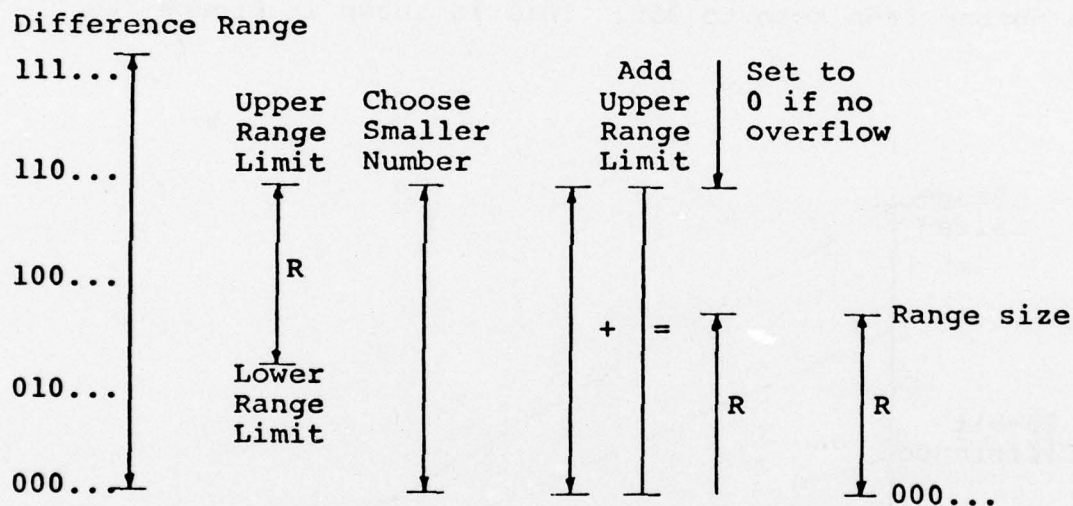 Difference Range
111...
110...
100...
010...
000...
Upper
Range
Limit
R
Lower
Range
Limit
Choose
Smaller
Number
+
Add
Upper
Range
Limit
=
Set to
0 if no
overflow
R
Range size
R
000...